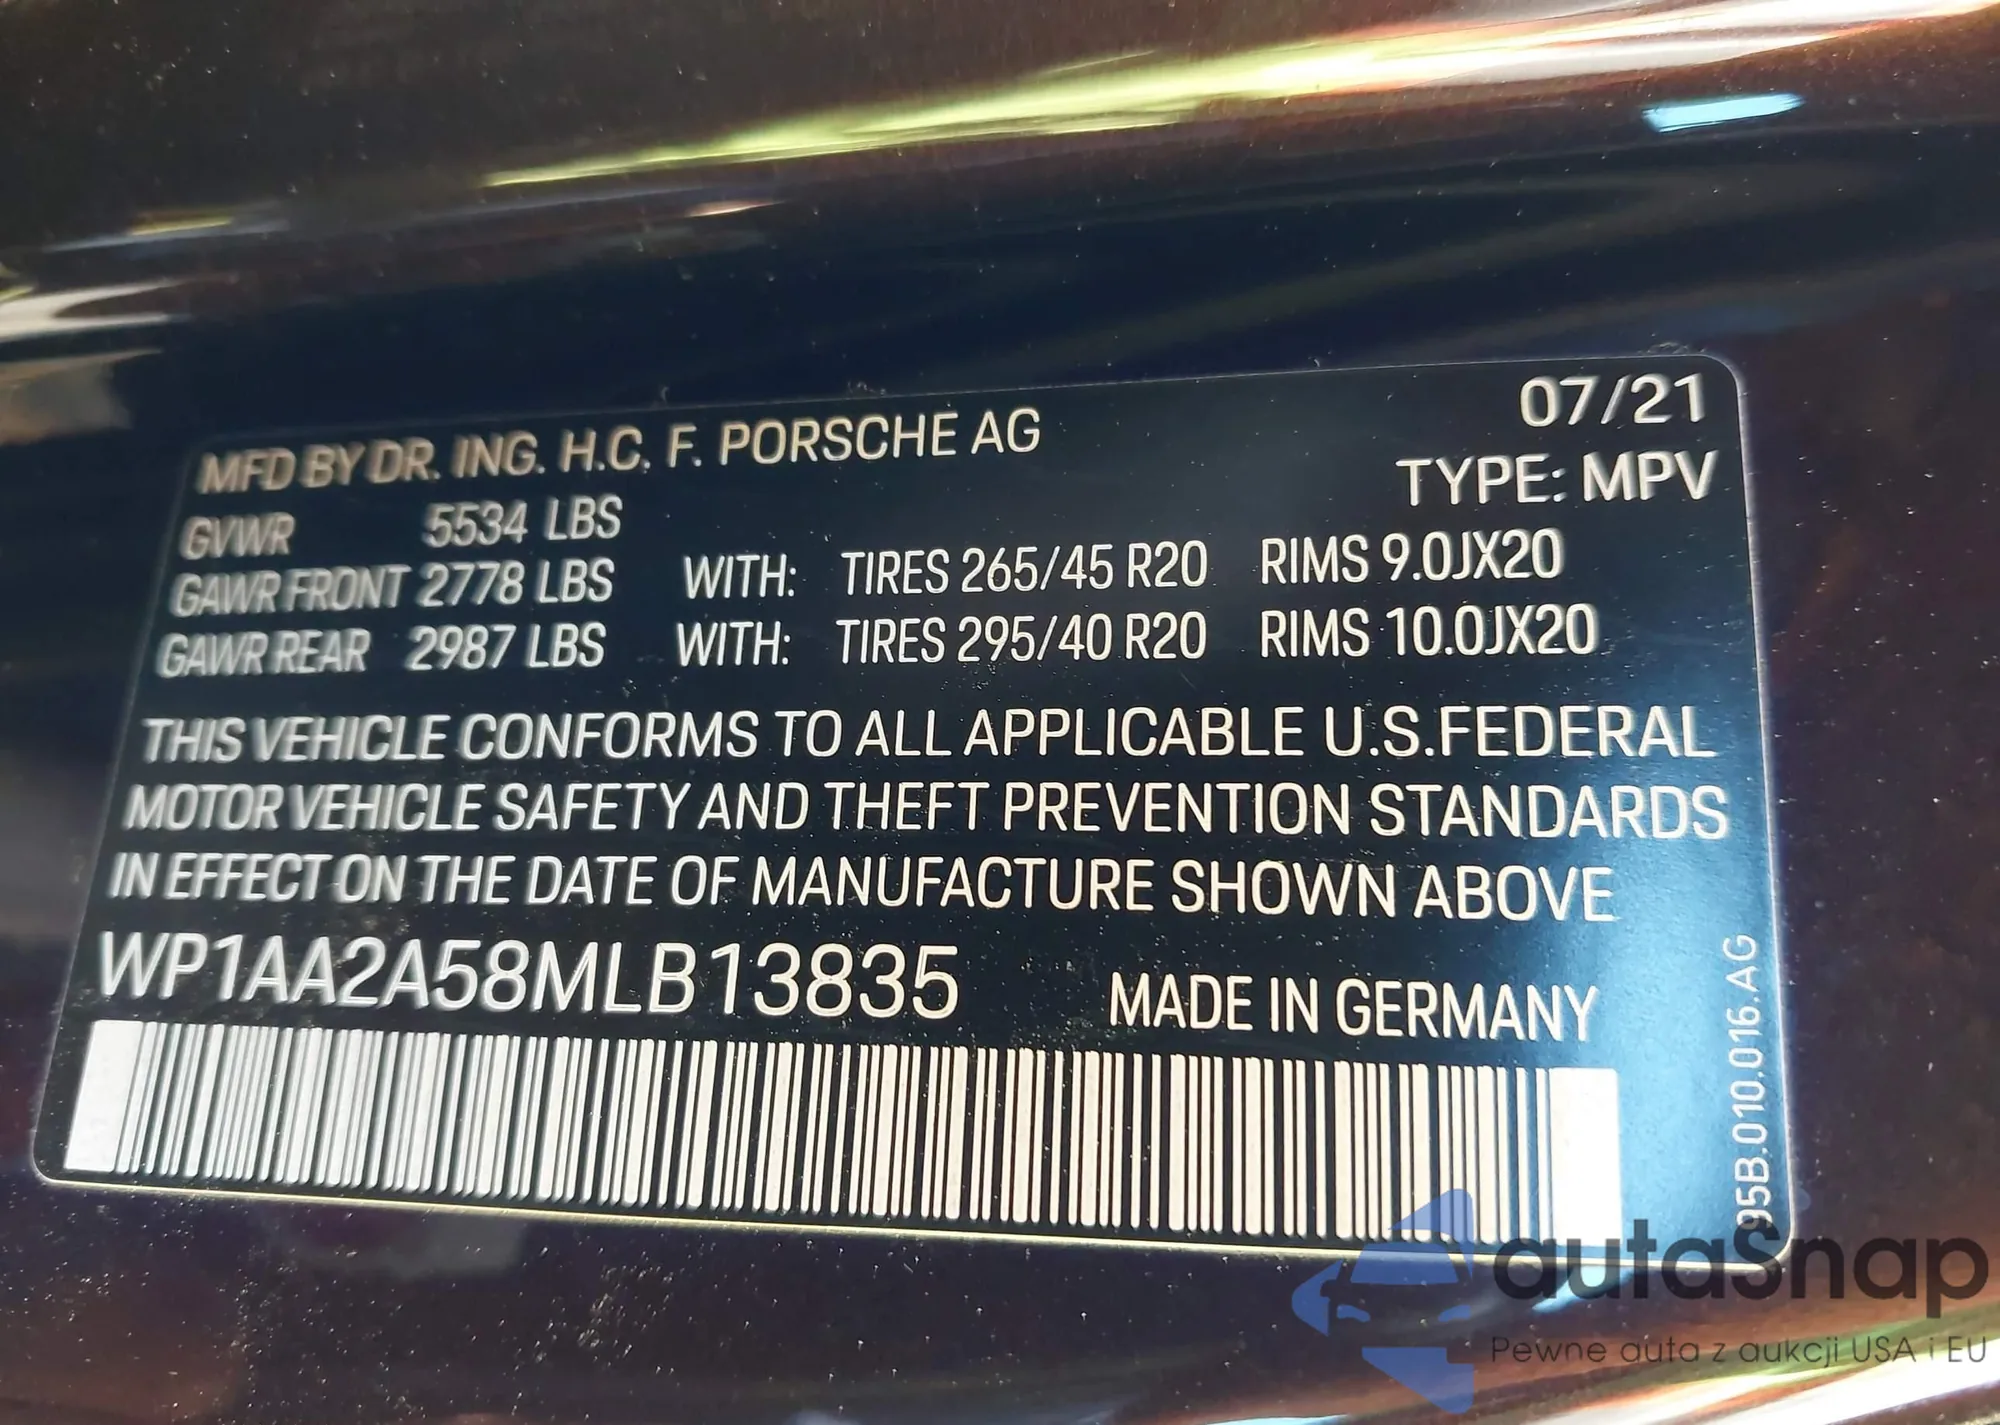 07/21
MFD BY DR. ING. H.C. F. PORSCHE AG
TYPE: MPV
GVWR 5534 LBS
GAWR FRONT 2778 LBS WITH: TIRES 265/45 R20 RIMS 9.0JX20
GAWR REAR 2987 LBS WITH: TIRES 295/40 R20 RIMS 10.0JX20
THIS VEHICLE CONFORMS TO ALL APPLICABLE U.S.FEDERAL
MOTOR VEHICLE SAFETY AND THEFT PREVENTION STANDARDS
IN EFFECT ON THE DATE OF MANUFACTURE SHOWN ABOVE
WP1AA2A58MLB13835
MADE IN GERMANY
95B.010.016.AG
autaSnap
Pewne auta z aukcji USA i EU